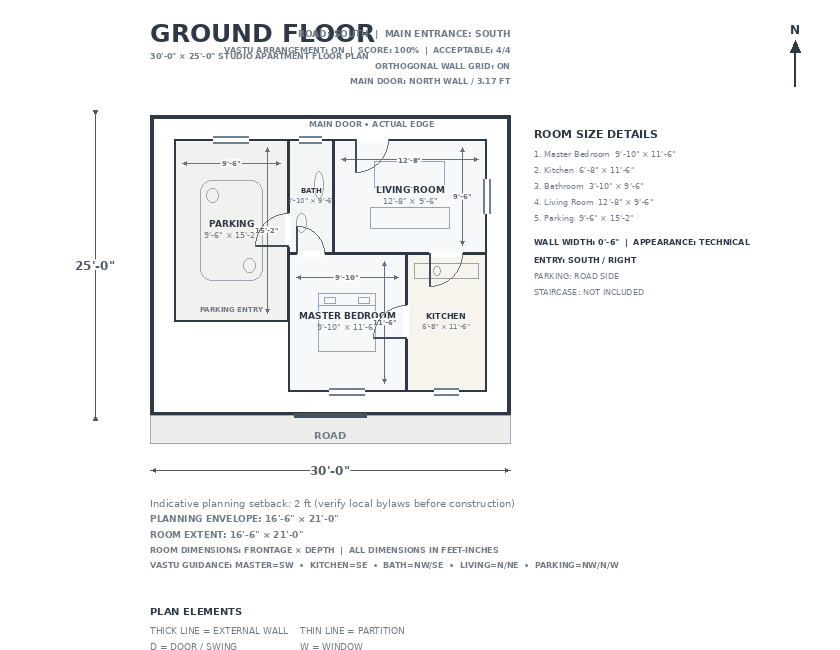 GROUND FLOOR
ROAD: SOUTH | MAIN ENTRANCE: SOUTH
VASTU ARRANGEMENT: ON | SCORE: 100% | ACCEPTABLE: 4/4
30'-0" × 25'-0" STUDIO APARTMENT FLOOR PLAN
ORTHOGONAL WALL GRID: ON
MAIN DOOR: NORTH WALL / 3.17 FT
N
MAIN DOOR • ACTUAL EDGE
ROOM SIZE DETAILS
1. Master Bedroom 9'-10" × 11'-6"
2. Kitchen 6'-8" × 11'-6"
3. Bathroom 3'-10" × 9'-6"
4. Living Room 12'-8" × 9'-6"
5. Parking 9'-6" × 15'-2"
WALL WIDTH: 0'-6" | APPEARANCE: TECHNICAL
ENTRY: SOUTH / RIGHT
PARKING: ROAD SIDE
STAIRCASE: NOT INCLUDED
9'-6"
12'-8"
BATH
LIVING ROOM
'-10" × 9'-6"
12'-8" × 9'-6"
9'-6"
PARKING
9'-6" × 15'-2"
15'-2"
25'-0"
9'-10"
PARKING ENTRY
MASTER BEDROOM
9'-10" × 11'-6"
11'-6"
KITCHEN
6'-8" × 11'-6"
ROAD
30'-0"
Indicative planning setback: 2 ft (verify local bylaws before construction)
PLANNING ENVELOPE: 16'-6" × 21'-0"
ROOM EXTENT: 16'-6" × 21'-0"
ROOM DIMENSIONS: FRONTAGE × DEPTH | ALL DIMENSIONS IN FEET-INCHES
VASTU GUIDANCE: MASTER=SW • KITCHEN=SE • BATH=NW/SE • LIVING=N/NE • PARKING=NW/N/W
PLAN ELEMENTS
THICK LINE = EXTERNAL WALL THIN LINE = PARTITION
D = DOOR / SWING W = WINDOW